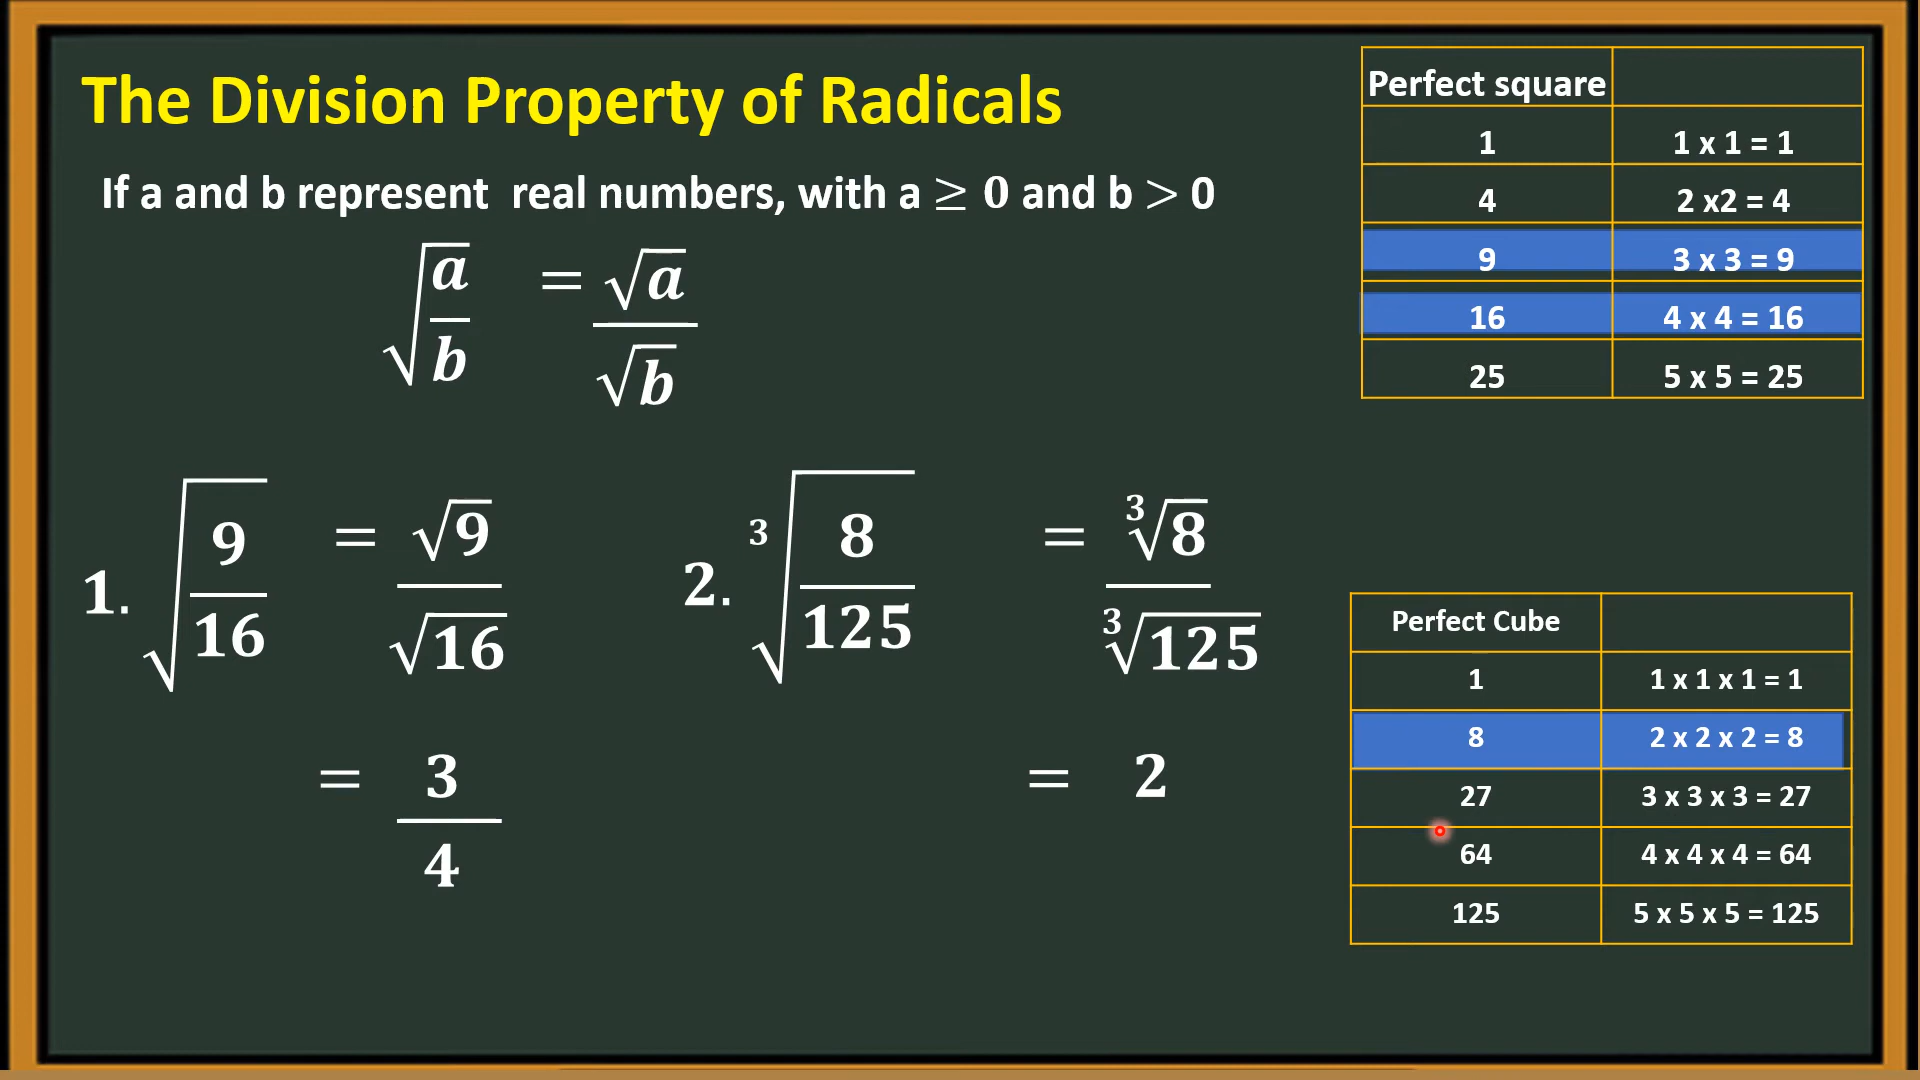 The Division Property of Radicals
If a and b represent real numbers, with a ≥ 0 and b > 0
√(a/b) = √a/√b
1. √(9/16) = √9/√16
= 3/4
2. ∛(8/125) = ∛8/∛125
= 2
Perfect square
1 1 x 1 = 1
4 2 x2 = 4
9 3 x 3 = 9
16 4 x 4 = 16
25 5 x 5 = 25
Perfect Cube
1 1 x 1 x 1 = 1
8 2 x 2 x 2 = 8
27 3 x 3 x 3 = 27
64 4 x 4 x 4 = 64
125 5 x 5 x 5 = 125